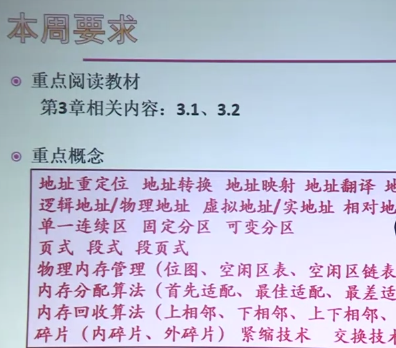 本周要求
重点阅读教材
第3章相关内容：3.1、3.2
重点概念
地址重定位 地址转换 地址映射 地址翻译 地
逻辑地址/物理地址 虚拟地址/实地址 相对地
单一连续区 固定分区 可变分区
页式 段式 段页式
物理内存管理（位图、空闲区表、空闲区链表
内存分配算法（首先适配、最佳适配、最差适
内存回收算法（上相邻、下相邻、上下相邻、
碎片（内碎片、外碎片） 紧缩技术 交换技术